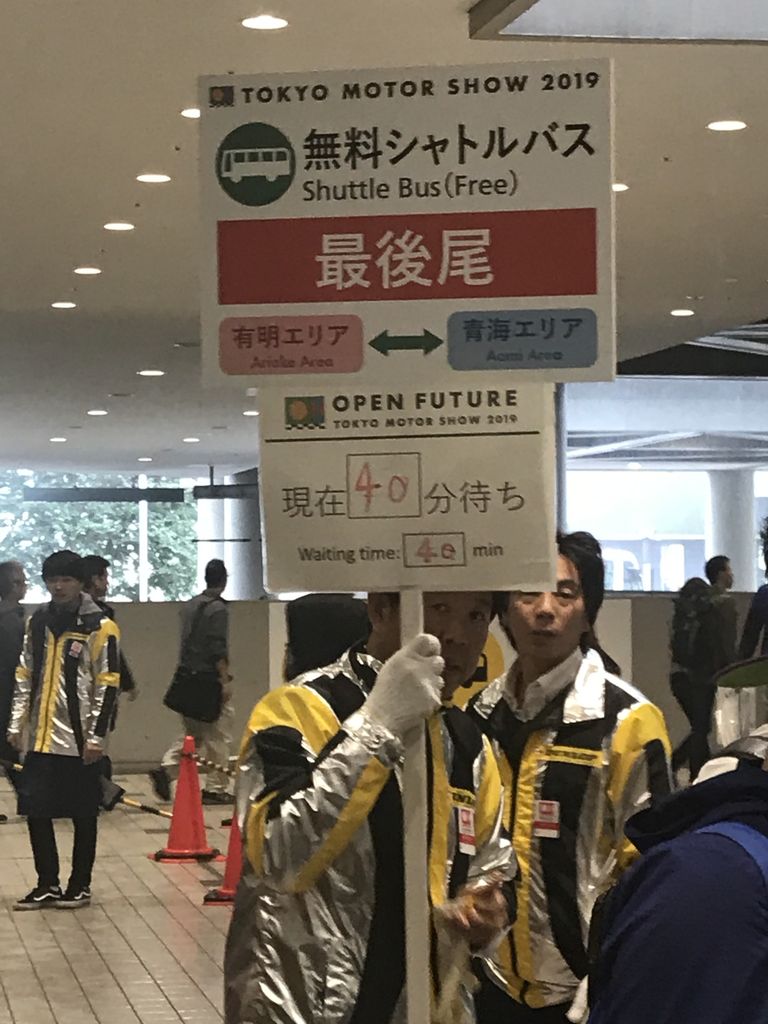 TOKYO MOTOR SHOW 2019
無料シャトルバス
Shuttle Bus(Free)
最後尾
有明エリア
Ariake Area
青海エリア
Aomi Area
OPEN FUTURE
TOKYO MOTOR SHOW 2019
現在40分待ち
Waiting time: 40 min